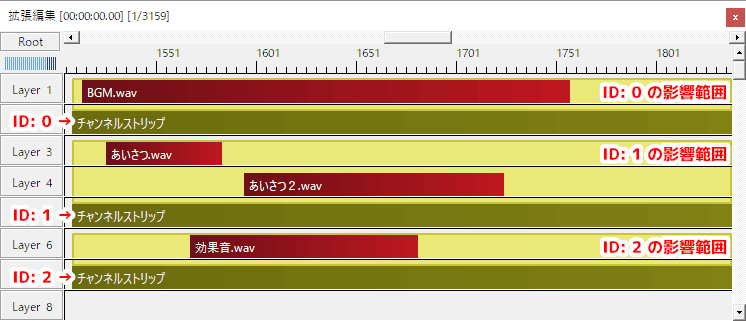 拡張編集 [00:00:00.00] [1/3159]
Root
1551 1601 1651 1701 1751 1801
Layer 1 BGM.wav ID: 0 の影響範囲
ID: 0 → チャンネルストリップ
Layer 3 あいさつ.wav ID: 1 の影響範囲
Layer 4 あいさつ２.wav
ID: 1 → チャンネルストリップ
Layer 6 効果音.wav ID: 2 の影響範囲
ID: 2 → チャンネルストリップ
Layer 8